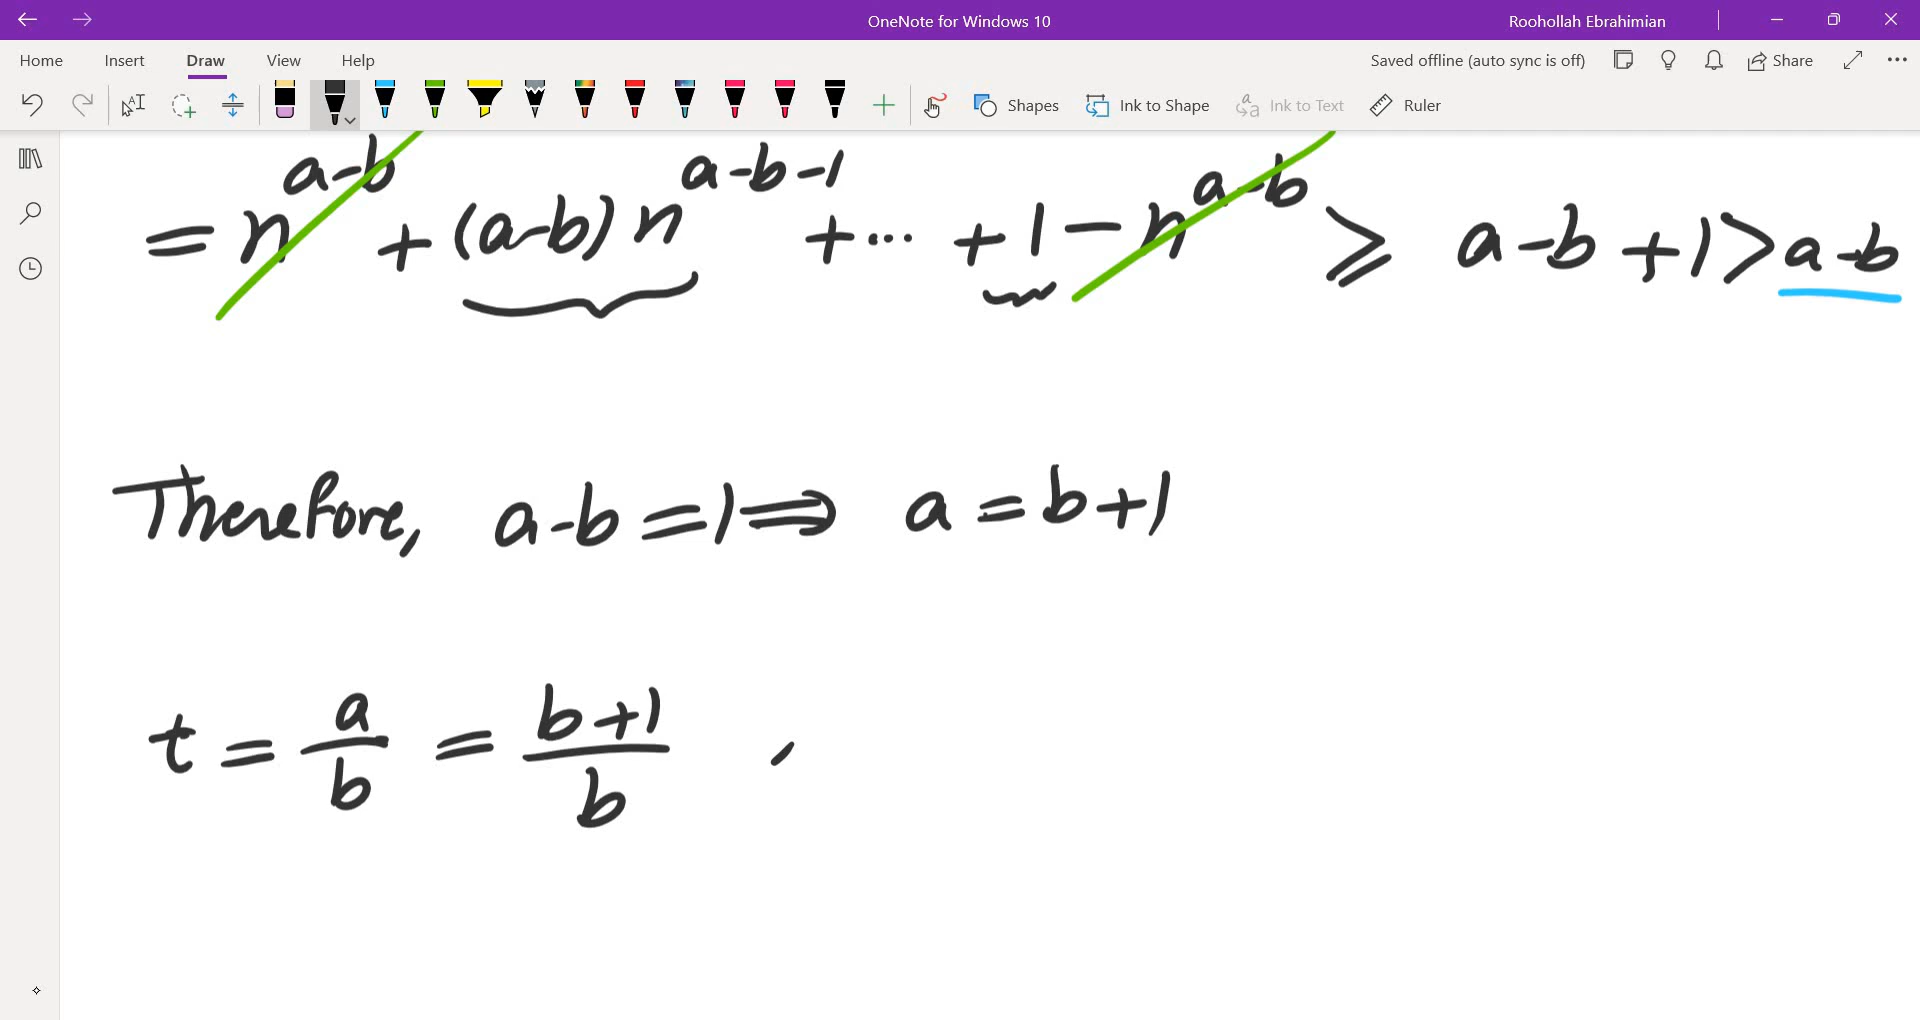 OneNote for Windows 10
Roohollah Ebrahimian
Home Insert Draw View Help
Saved offline (auto sync is off) Share
Shapes Ink to Shape Ink to Text Ruler
= n^{a-b} + (a-b) n^{a-b-1} + ... + 1 - n^{a-b} ⩾ a-b+1 > a-b
Therefore, a-b=1 ⟹ a = b+1
t = a/b = (b+1)/b ,